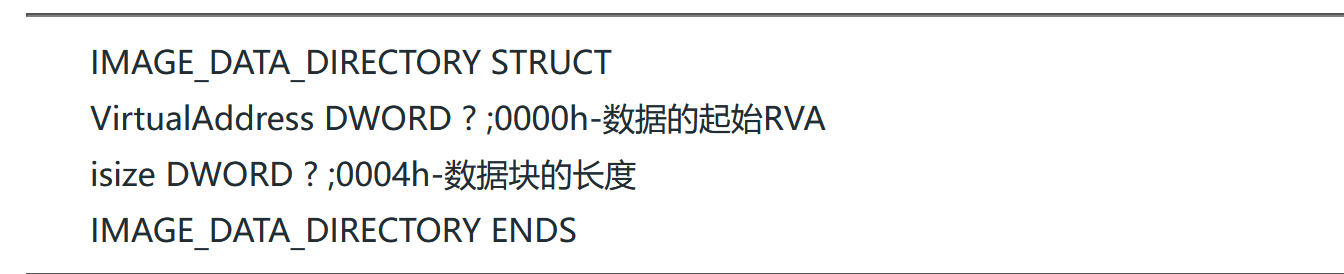 IMAGE_DATA_DIRECTORY STRUCT
VirtualAddress DWORD ? ;0000h-数据的起始RVA
isize DWORD ? ;0004h-数据块的长度
IMAGE_DATA_DIRECTORY ENDS